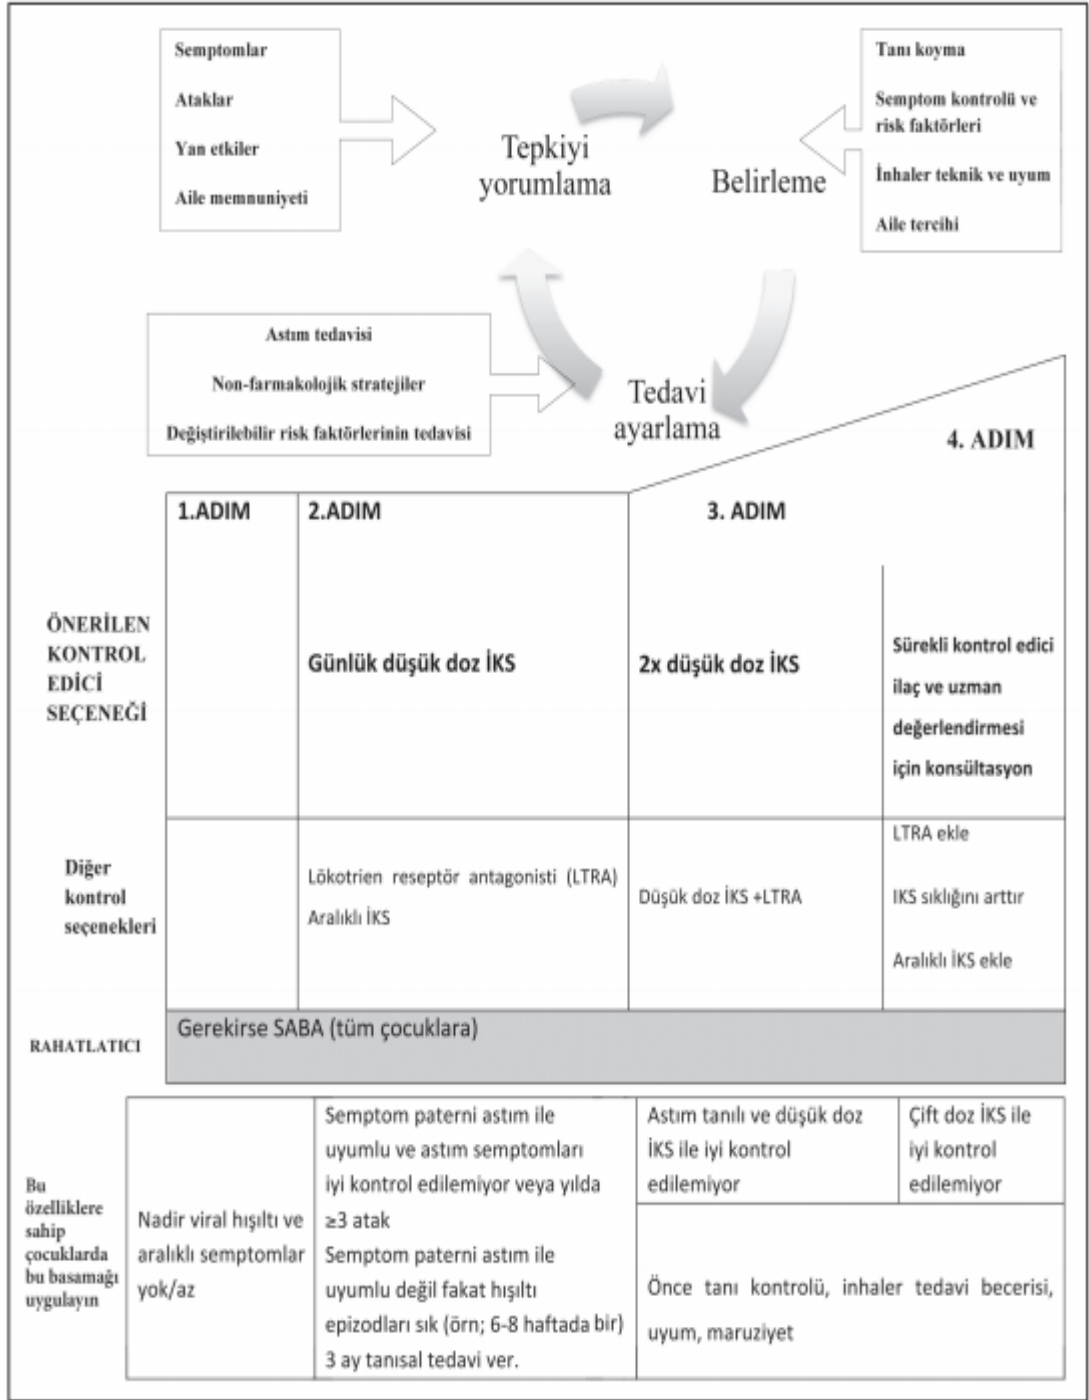 Semptomlar
Ataklar
Yan etkiler
Aile memnuniyeti
Tepkiyi
yorumlama
Belirleme
Tanı koyma
Semptom kontrolü ve
risk faktörleri
İnhaler teknik ve uyum
Aile tercihi
Astım tedavisi
Non-farmakolojik stratejiler
Değiştirilebilir risk faktörlerinin tedavisi
Tedavi
ayarlama
4. ADIM
1.ADIM
2.ADIM
3. ADIM
ÖNERİLEN
KONTROL
EDİCİ
SEÇENEĞİ
Günlük düşük doz İKS
2x düşük doz İKS
Sürekli kontrol edici
ilaç ve uzman
değerlendirmesi
için konsültasyon
Diğer
kontrol
seçenekleri
Lökotrien reseptör antagonisti (LTRA)
Aralıklı İKS
Düşük doz İKS +LTRA
LTRA ekle
IKS sıklığını arttır
Aralıklı İKS ekle
RAHATLATICI
Gerekirse SABA (tüm çocuklara)
Bu
özelliklere
sahip
çocuklarda
bu basamağı
uygulayın
Nadir viral hışıltı ve
aralıklı semptomlar
yok/az
Semptom paterni astım ile
uyumlu ve astım semptomları
iyi kontrol edilemiyor veya yılda
≥3 atak
Semptom paterni astım ile
uyumlu değil fakat hışıltı
epizodları sık (örn; 6-8 haftada bir)
3 ay tanısal tedavi ver.
Astım tanılı ve düşük doz
İKS ile iyi kontrol
edilemiyor
Çift doz İKS ile
iyi kontrol
edilemiyor
Önce tanı kontrolü, inhaler tedavi becerisi,
uyum, maruziyet